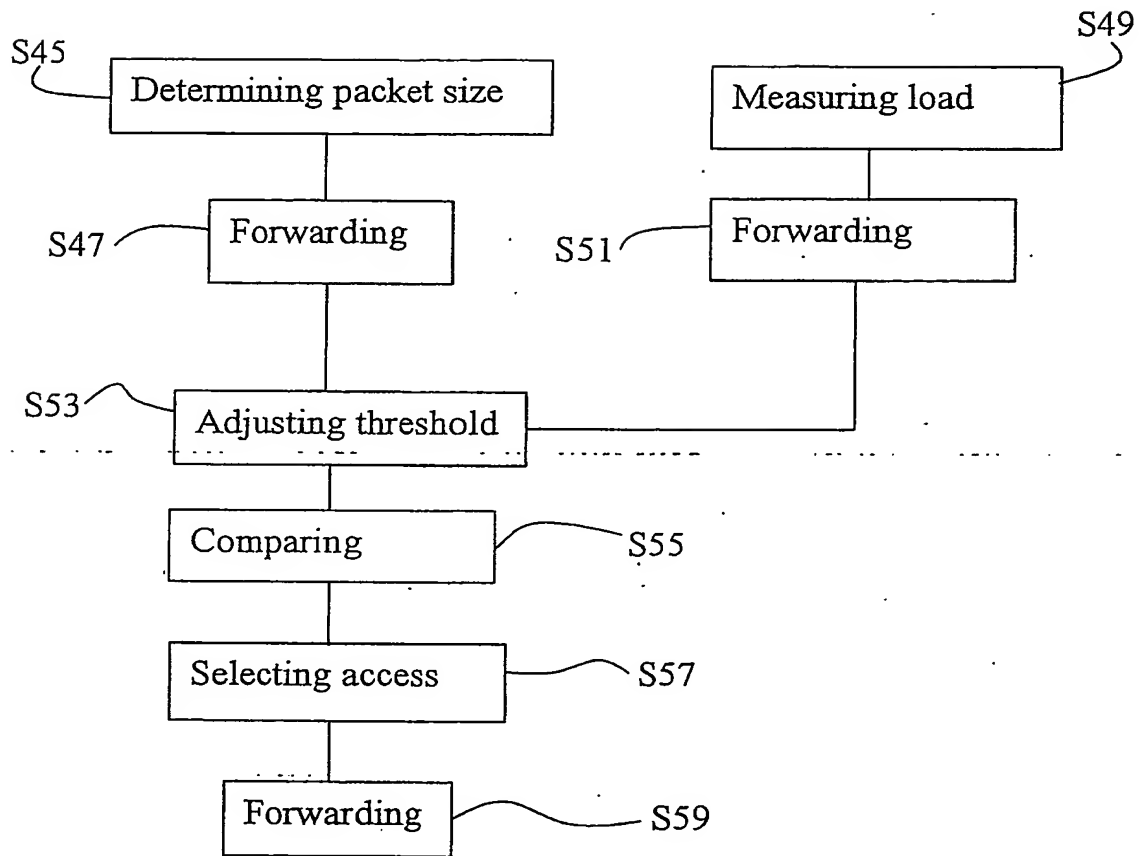 S49
S45
Determining packet size
Measuring load
S47
Forwarding
S51
Forwarding
S53
Adjusting threshold
Comparing
S55
Selecting access
S57
Forwarding
S59